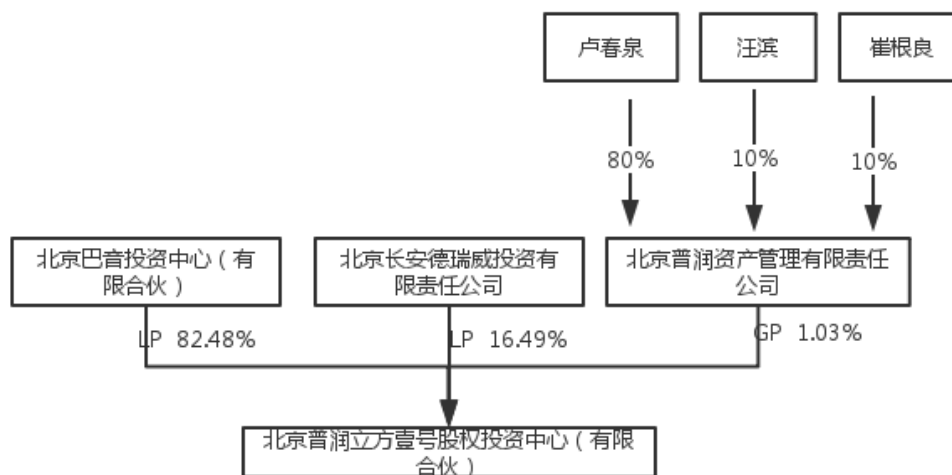 卢春泉
汪滨
崔根良
80%
10%
10%
北京巴音投资中心（有
限合伙）
北京长安德瑞威投资有
限责任公司
北京普润资产管理有限责任
公司
LP 82.48%
LP 16.49%
GP 1.03%
北京普润立方壹号股权投资中心（有限
合伙）